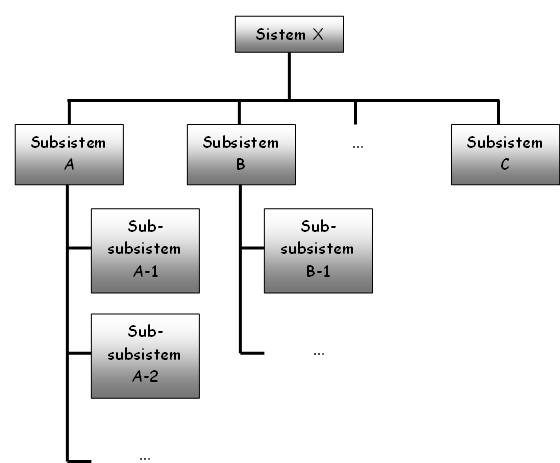 Sistem X
Subsistem
A
Subsistem
B
...
Subsistem
C
Sub-
subsistem
A-1
Sub-
subsistem
B-1
Sub-
subsistem
A-2
...
...